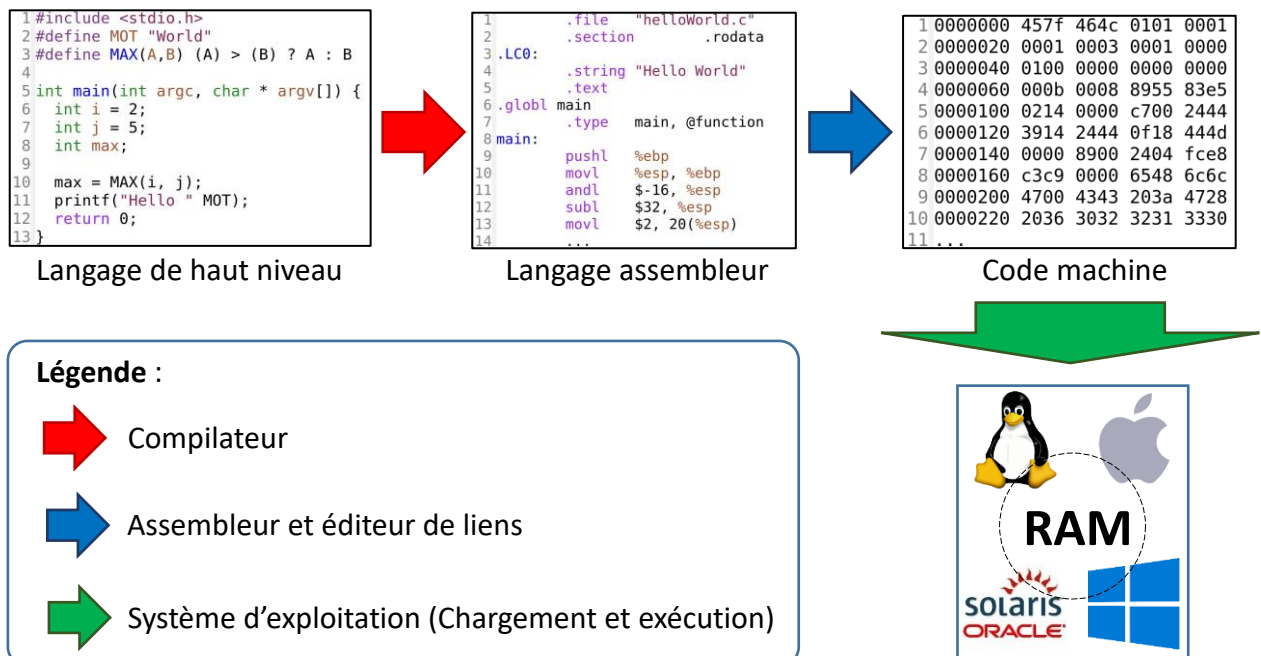 1 #include <stdio.h>
2 #define MOT "World"
3 #define MAX(A,B) (A) > (B) ? A : B
4
5 int main(int argc, char * argv[]) {
6   int i = 2;
7   int j = 5;
8   int max;
9
10   max = MAX(i, j);
11   printf("Hello " MOT);
12   return 0;
13 }
Langage de haut niveau
1         .file   "helloWorld.c"
2         .section        .rodata
3 .LC0:
4         .string "Hello World"
5         .text
6 .globl main
7         .type   main, @function
8 main:
9         pushl   %ebp
10         movl    %esp, %ebp
11         andl    $-16, %esp
12         subl    $32, %esp
13         movl    $2, 20(%esp)
14         ...
Langage assembleur
1 0000000 457f 464c 0101 0001
2 0000020 0001 0003 0001 0000
3 0000040 0100 0000 0000 0000
4 0000060 000b 0008 8955 83e5
5 0000100 0214 0000 c700 2444
6 0000120 3914 2444 0f18 444d
7 0000140 0000 8900 2404 fce8
8 0000160 c3c9 0000 6548 6c6c
9 0000200 4700 4343 203a 4728
10 0000220 2036 3032 3231 3330
11 ...
Code machine
Légende :
Compilateur
Assembleur et éditeur de liens
Système d’exploitation (Chargement et exécution)
RAM
solaris
ORACLE